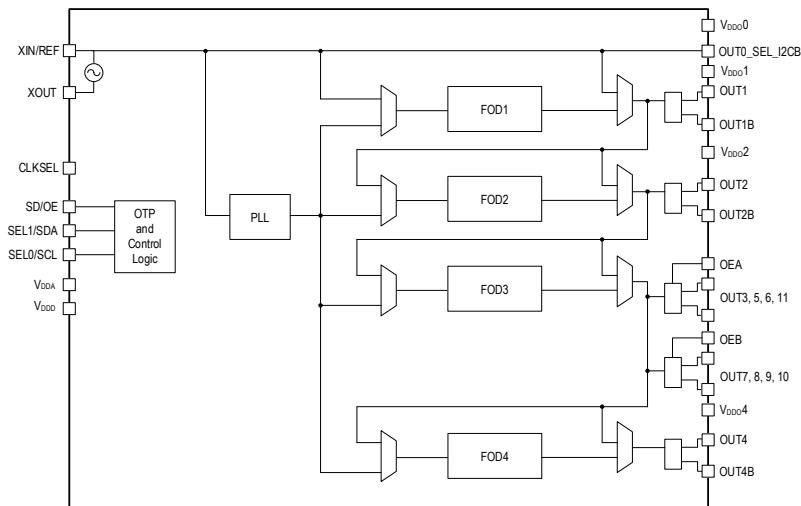 XIN/REF
XOUT
CLKSEL
SD/OE
SEL1/SDA
SEL0/SCL
VDDA
VDDD
OTP
and
Control
Logic
PLL
FOD1
FOD2
FOD3
FOD4
VDDO0
OUT0_SEL_I2CB
VDDO1
OUT1
OUT1B
VDDO2
OUT2
OUT2B
OEA
OUT3, 5, 6, 11
OEB
OUT7, 8, 9, 10
VDDO4
OUT4
OUT4B